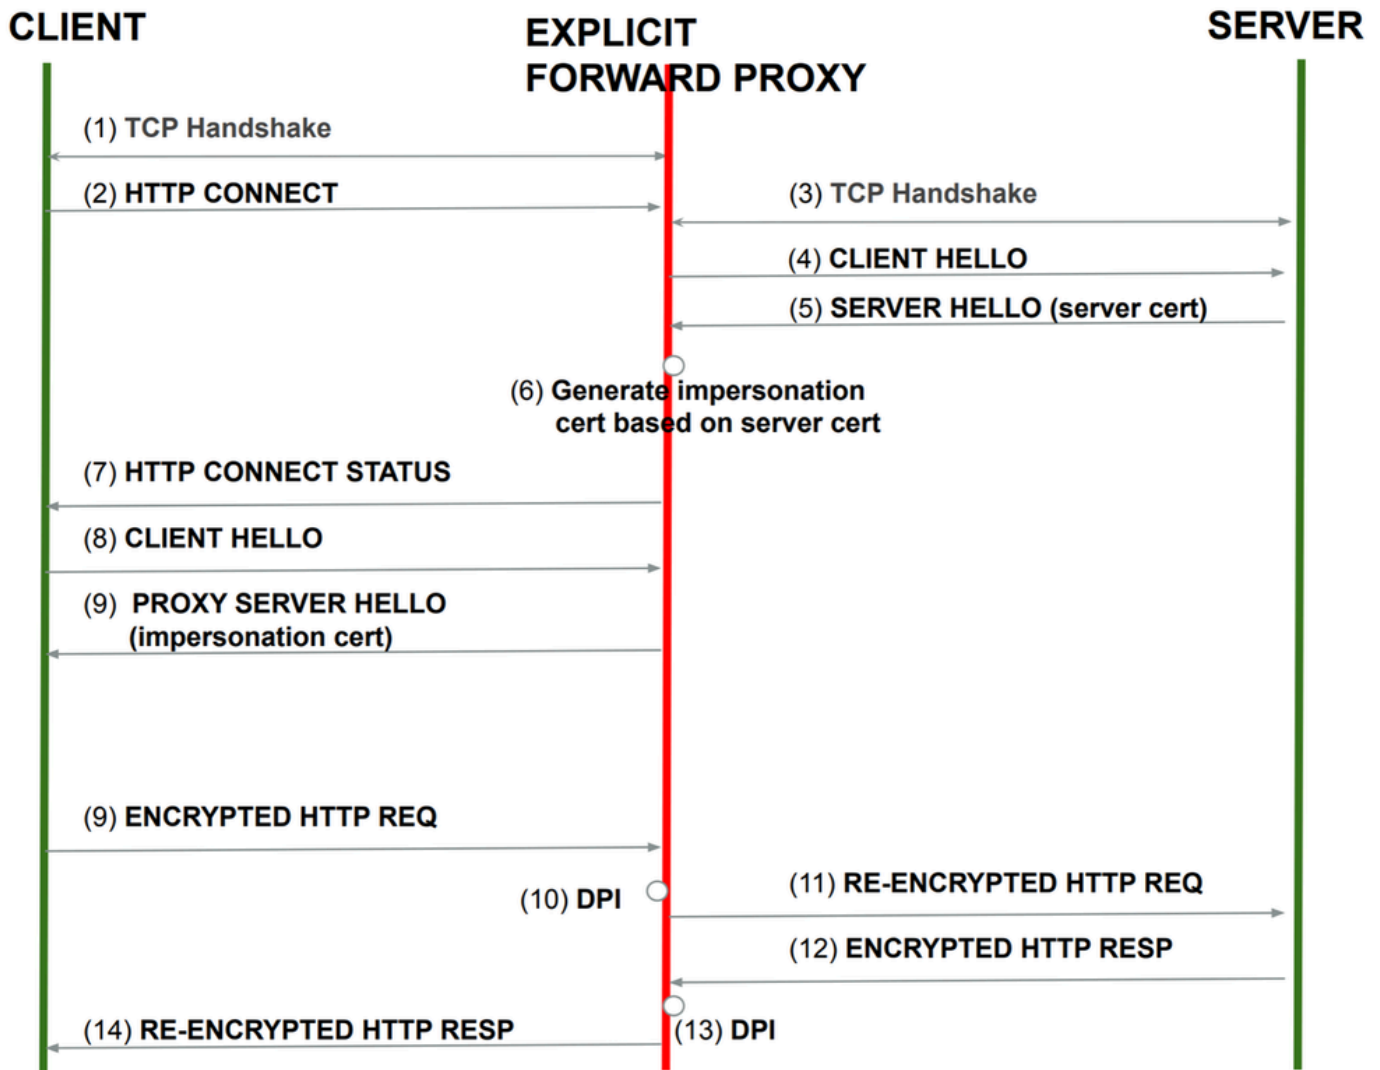 CLIENT
EXPLICIT
FORWARD PROXY
SERVER
(1) TCP Handshake
(2) HTTP CONNECT
(3) TCP Handshake
(4) CLIENT HELLO
(5) SERVER HELLO (server cert)
(6) Generate impersonation
cert based on server cert
(7) HTTP CONNECT STATUS
(8) CLIENT HELLO
(9) PROXY SERVER HELLO
(impersonation cert)
(9) ENCRYPTED HTTP REQ
(10) DPI
(11) RE-ENCRYPTED HTTP REQ
(12) ENCRYPTED HTTP RESP
(13) DPI
(14) RE-ENCRYPTED HTTP RESP